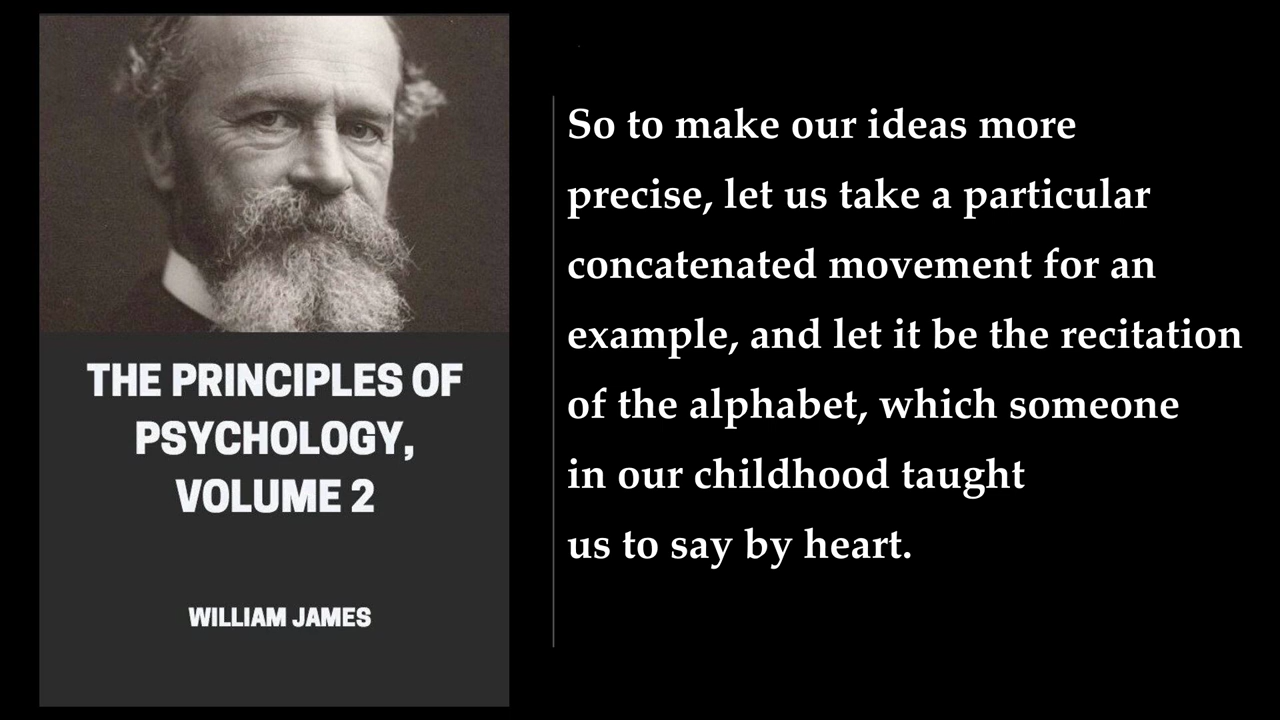 THE PRINCIPLES OF
PSYCHOLOGY,
VOLUME 2
WILLIAM JAMES
So to make our ideas more
precise, let us take a particular
concatenated movement for an
example, and let it be the recitation
of the alphabet, which someone
in our childhood taught
us to say by heart.